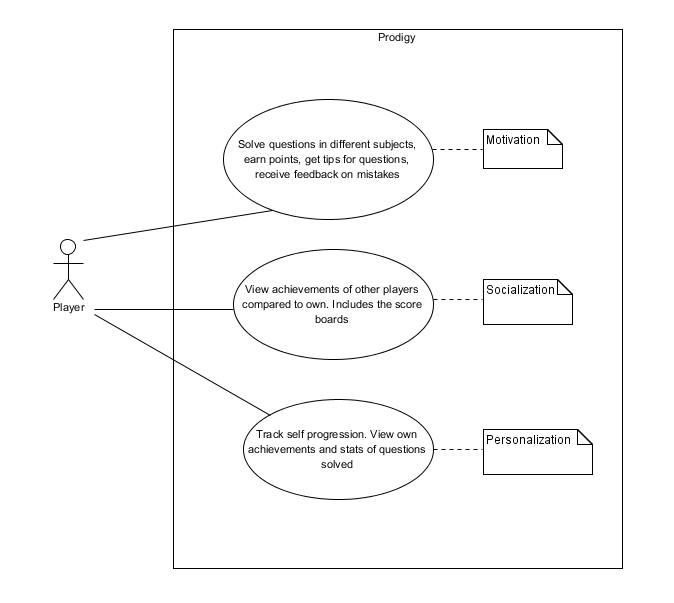 Prodigy
Solve questions in different subjects,
earn points, get tips for questions,
receive feedback on mistakes
Motivation
Player
View achievements of other players
compared to own. Includes the score
boards
Socialization
Track self progression. View own
achievements and stats of questions
solved
Personalization